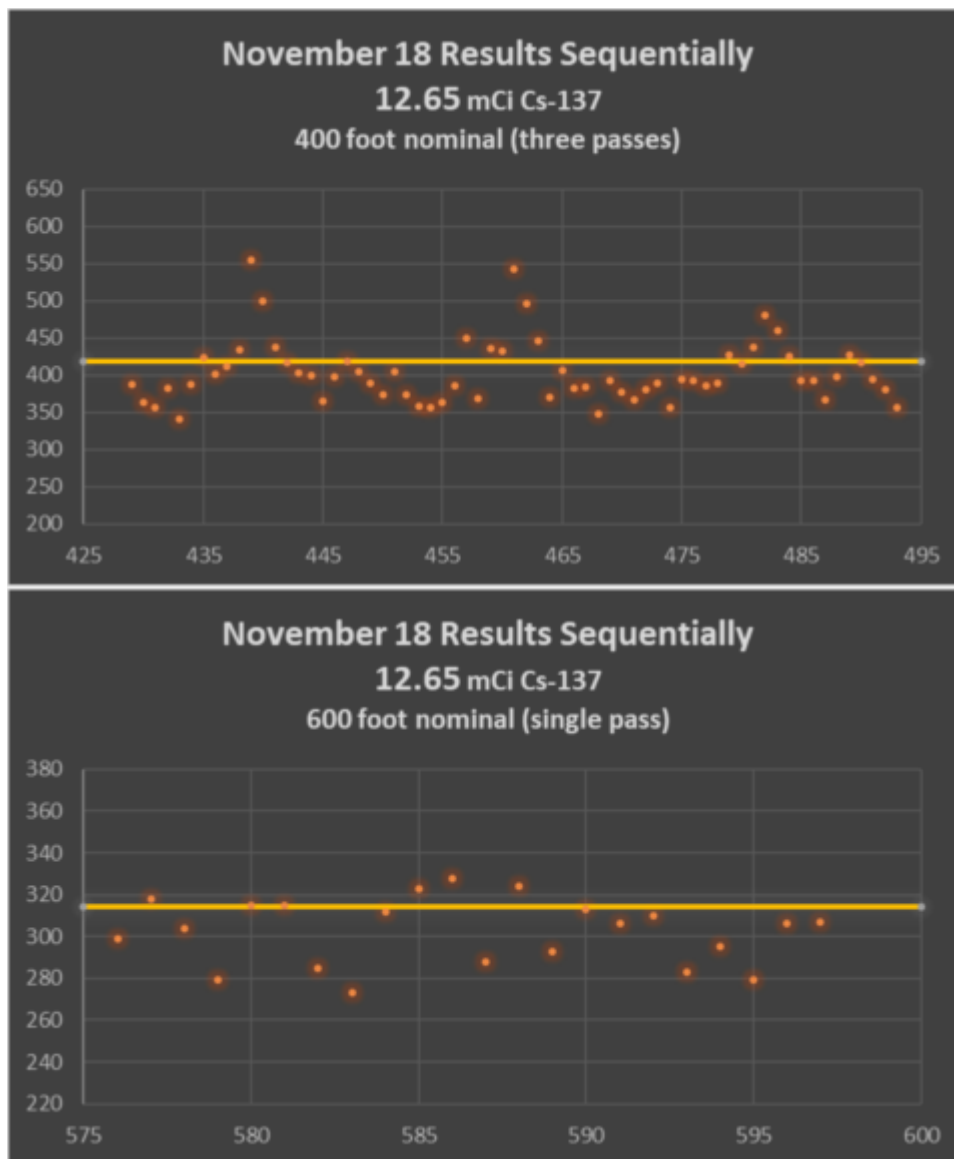 November 18 Results Sequentially
12.65 mCi Cs-137
400 foot nominal (three passes)
650
600
550
500
450
400
350
300
250
200
425 435 445 455 465 475 485 495
November 18 Results Sequentially
12.65 mCi Cs-137
600 foot nominal (single pass)
380
360
340
320
300
280
260
240
220
575 580 585 590 595 600